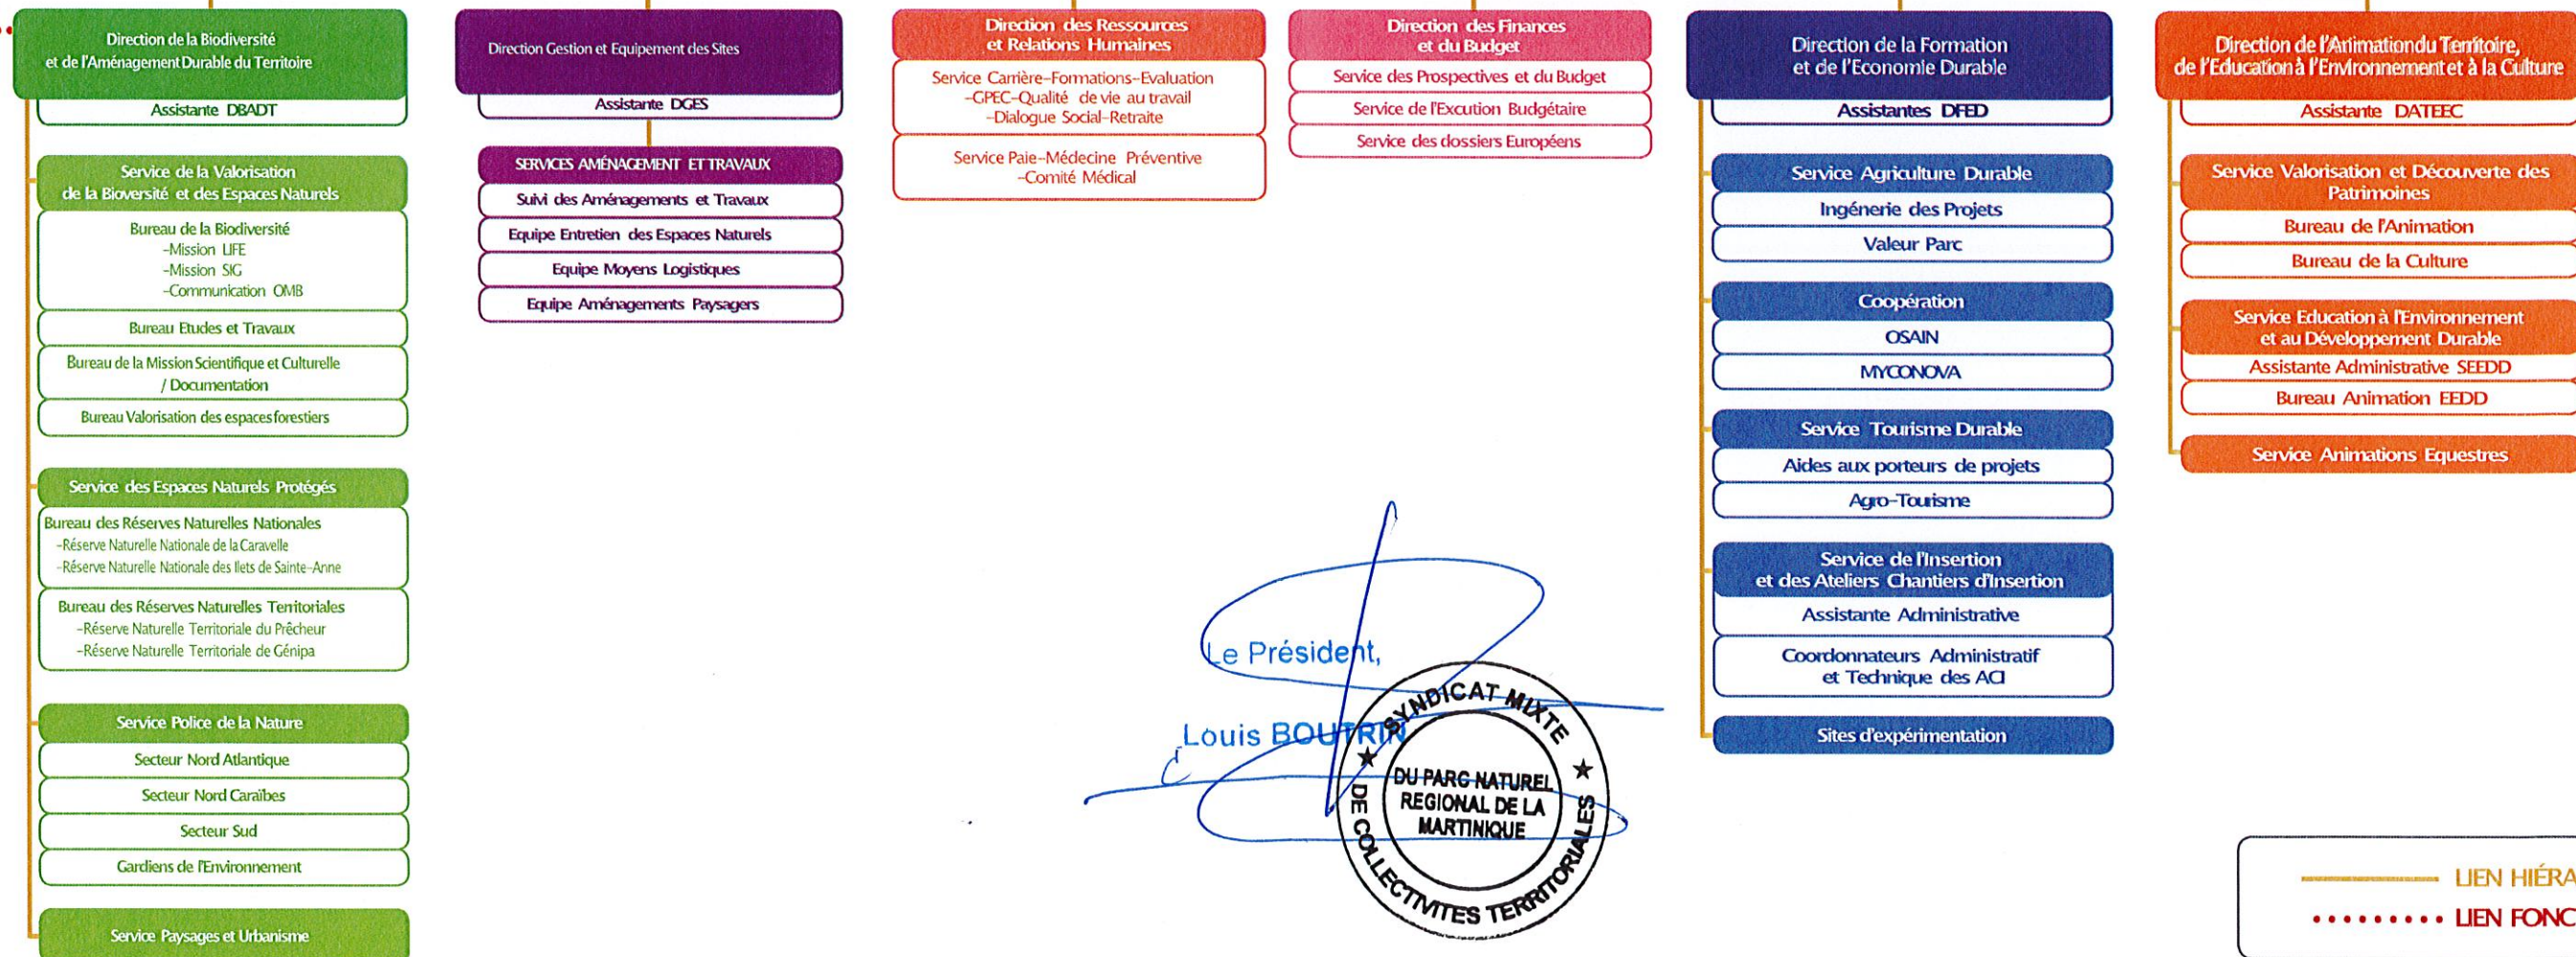 Direction de la Biodiversité
et de l'Aménagement Durable du Territoire
Assistante DBADT
Service de la Valorisation
de la Bioversité et des Espaces Naturels
Bureau de la Biodiversité
-Mission LIFE
-Mission SIG
-Communication OMB
Bureau Etudes et Travaux
Bureau de la Mission Scientifique et Culturelle
/ Documentation
Bureau Valorisation des espaces forestiers
Service des Espaces Naturels Protégés
Bureau des Réserves Naturelles Nationales
-Réserve Naturelle Nationale de la Caravelle
-Réserve Naturelle Nationale des Ilets de Sainte-Anne
Bureau des Réserves Naturelles Territoriales
-Réserve Naturelle Territoriale du Prêcheur
-Réserve Naturelle Territoriale de Génipa
Service Police de la Nature
Secteur Nord Atlantique
Secteur Nord Caraïbes
Secteur Sud
Gardiens de l'Environnement
Service Paysages et Urbanisme
Direction Gestion et Equipement des Sites
Assistante DGES
SERVICES AMÉNAGEMENT ET TRAVAUX
Suivi des Aménagements et Travaux
Equipe Entretien des Espaces Naturels
Equipe Moyens Logistiques
Equipe Aménagements Paysagers
Direction des Ressources
et Relations Humaines
Service Carrière-Formations-Evaluation
-GPEC-Qualité de vie au travail
-Dialogue Social-Retraite
Service Paie-Médecine Préventive
-Comité Médical
Direction des Finances
et du Budget
Service des Prospectives et du Budget
Service de l'Excution Budgétaire
Service des dossiers Européens
Direction de la Formation
et de l'Economie Durable
Assistantes DFED
Service Agriculture Durable
Ingénerie des Projets
Valeur Parc
Coopération
OSAIN
MYCONOVA
Service Tourisme Durable
Aides aux porteurs de projets
Agro-Tourisme
Service de l'Insertion
et des Ateliers Chantiers d'Insertion
Assistante Administrative
Coordonnateurs Administratif
et Technique des ACI
Sites d'expérimentation
Direction de l'Animation du Territoire,
de l'Education à l'Environnement et à la Culture
Assistante DATEEC
Service Valorisation et Découverte des
Patrimoines
Bureau de l'Animation
Bureau de la Culture
Service Education à l'Environnement
et au Développement Durable
Assistante Administrative SEEDD
Bureau Animation EEDD
Service Animations Equestres
Le Président,
Louis BOUTRIN
SYNDICAT MIXTE
DE COLLECTIVITES TERRITORIALES
DU PARC NATUREL
REGIONAL DE LA
MARTINIQUE
LIEN HIÉRA
LIEN FONC